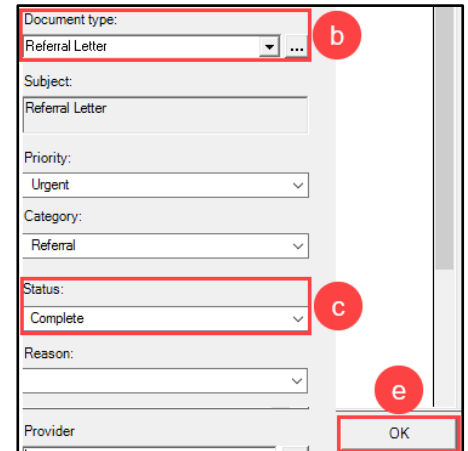 Document type:
Referral Letter
...
b
Subject:
Referral Letter
Priority:
Urgent
Category:
Referral
Status:
Complete
c
Reason:
e
Provider
OK